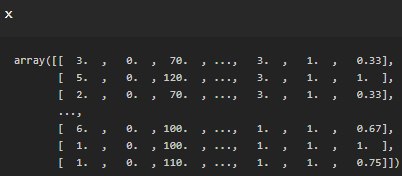 x
array([[ 3. , 0. , 70. , ..., 3. , 1. , 0.33],
[ 5. , 0. , 120. , ..., 3. , 1. , 1. ],
[ 2. , 0. , 70. , ..., 3. , 1. , 0.33],
...,
[ 6. , 0. , 100. , ..., 1. , 1. , 0.67],
[ 1. , 0. , 100. , ..., 1. , 1. , 1. ],
[ 1. , 0. , 110. , ..., 1. , 1. , 0.75]])